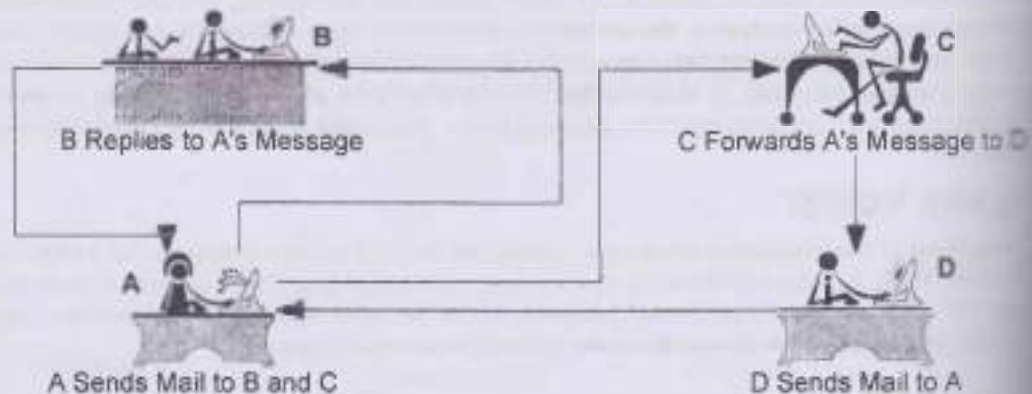 B
C
B Replies to A's Message
C Forwards A's Message to D
A
D
A Sends Mail to B and C
D Sends Mail to A